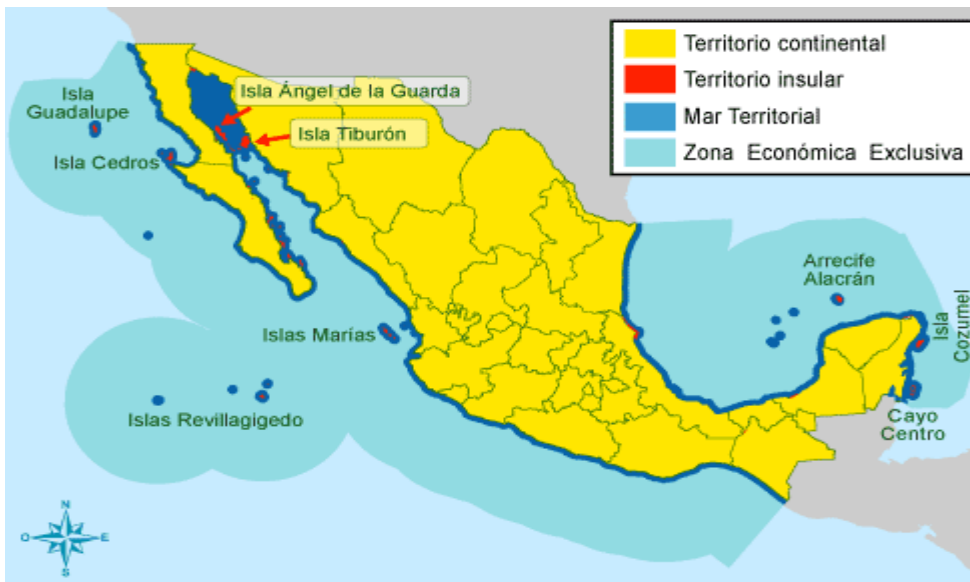 Territorio continental
Territorio insular
Mar Territorial
Zona Económica Exclusiva
Isla
Guadalupe
Isla Ángel de la Guarda
Isla Tiburón
Isla Cedros
Arrecife
Alacrán
Isla
Cozumel
Islas Marías
Islas Revillagigedo
Cayo
Centro
N
O
E
S